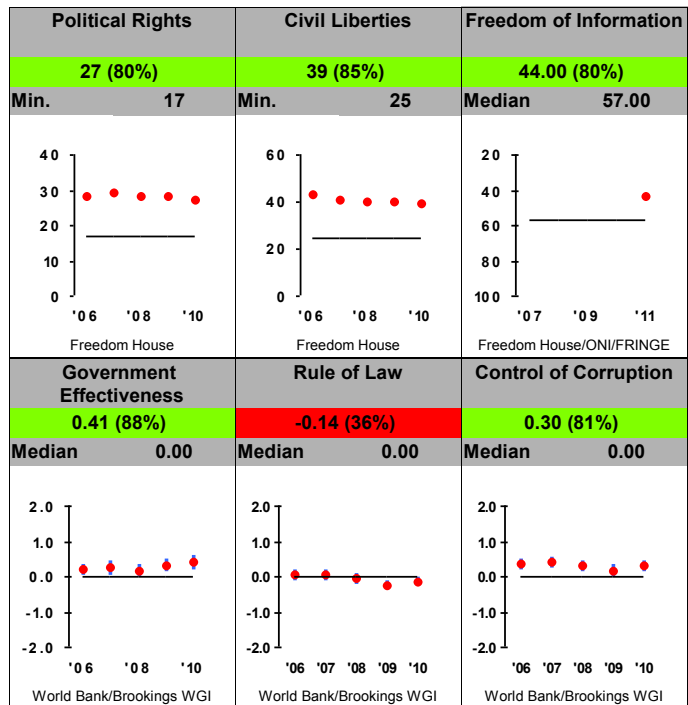 Political Rights
27 (80%)
Min. 17
40
30
20
10
0
'06 '08 '10
Freedom House
Civil Liberties
39 (85%)
Min. 25
60
40
20
0
'06 '08 '10
Freedom House
Freedom of Information
44.00 (80%)
Median 57.00
20
40
60
80
100
'07 '09 '11
Freedom House/ONI/FRINGE
Government
Effectiveness
0.41 (88%)
Median 0.00
2.0
1.0
0.0
-1.0
-2.0
'06 '08 '10
World Bank/Brookings WGI
Rule of Law
-0.14 (36%)
Median 0.00
2.0
1.0
0.0
-1.0
-2.0
'06 '07 '08 '09 '10
World Bank/Brookings WGI
Control of Corruption
0.30 (81%)
Median 0.00
2.0
1.0
0.0
-1.0
-2.0
'06 '07 '08 '09 '10
World Bank/Brookings WGI